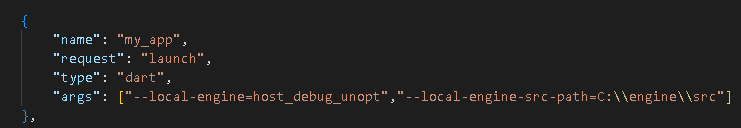 {
"name": "my_app",
"request": "launch",
"type": "dart",
"args": ["--local-engine=host_debug_unopt","--local-engine-src-path=C:\\engine\\src"]
},